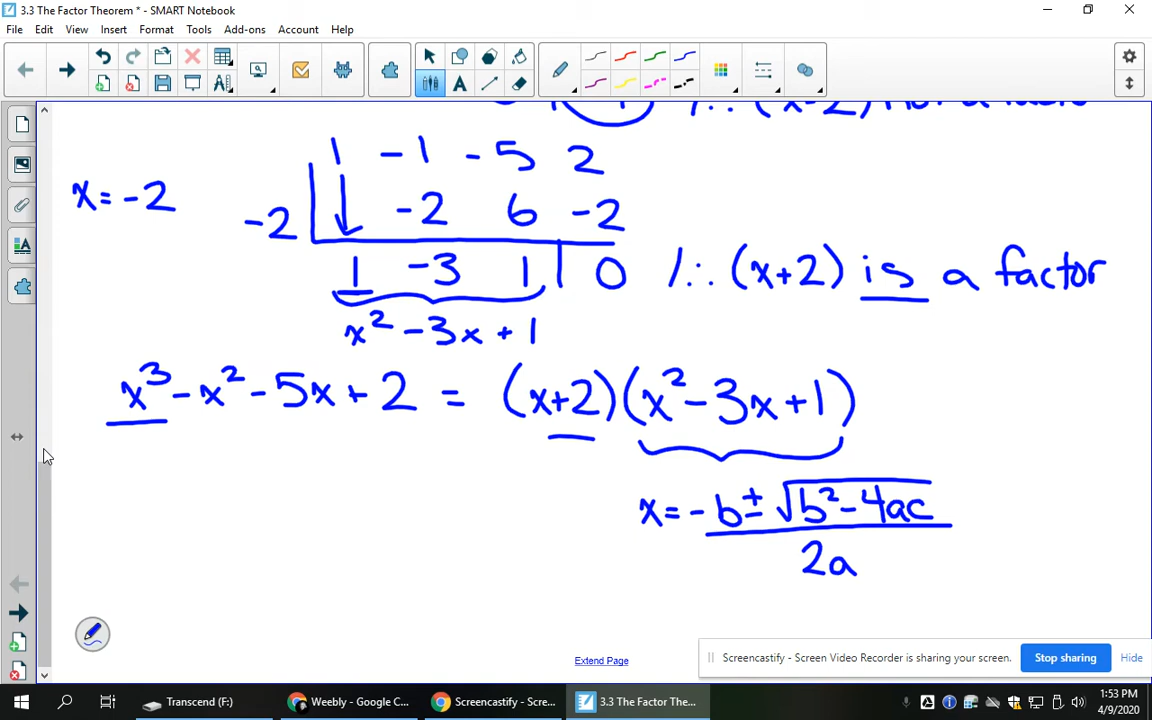 3.3 The Factor Theorem * - SMART Notebook
File Edit View Insert Format Tools Add-ons Account Help
/∴ (x-2) not a
1 -1 -5 2
x = -2
-2 -2 6 -2
1 -3 1 0 /∴ (x+2) is a factor
x² - 3x + 1
x³ - x² - 5x + 2 = (x+2)(x² - 3x + 1)
x = -b ± √b² - 4ac
2a
Extend Page
Screencastify - Screen Video Recorder is sharing your screen. Stop sharing Hide
Transcend (F:) Weebly - Google C... Screencastify - Scre... 3.3 The Factor The...
1:53 PM
4/9/2020